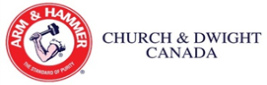 ARM & HAMMER
THE STANDARD OF PURITY
CHURCH & DWIGHT
CANADA